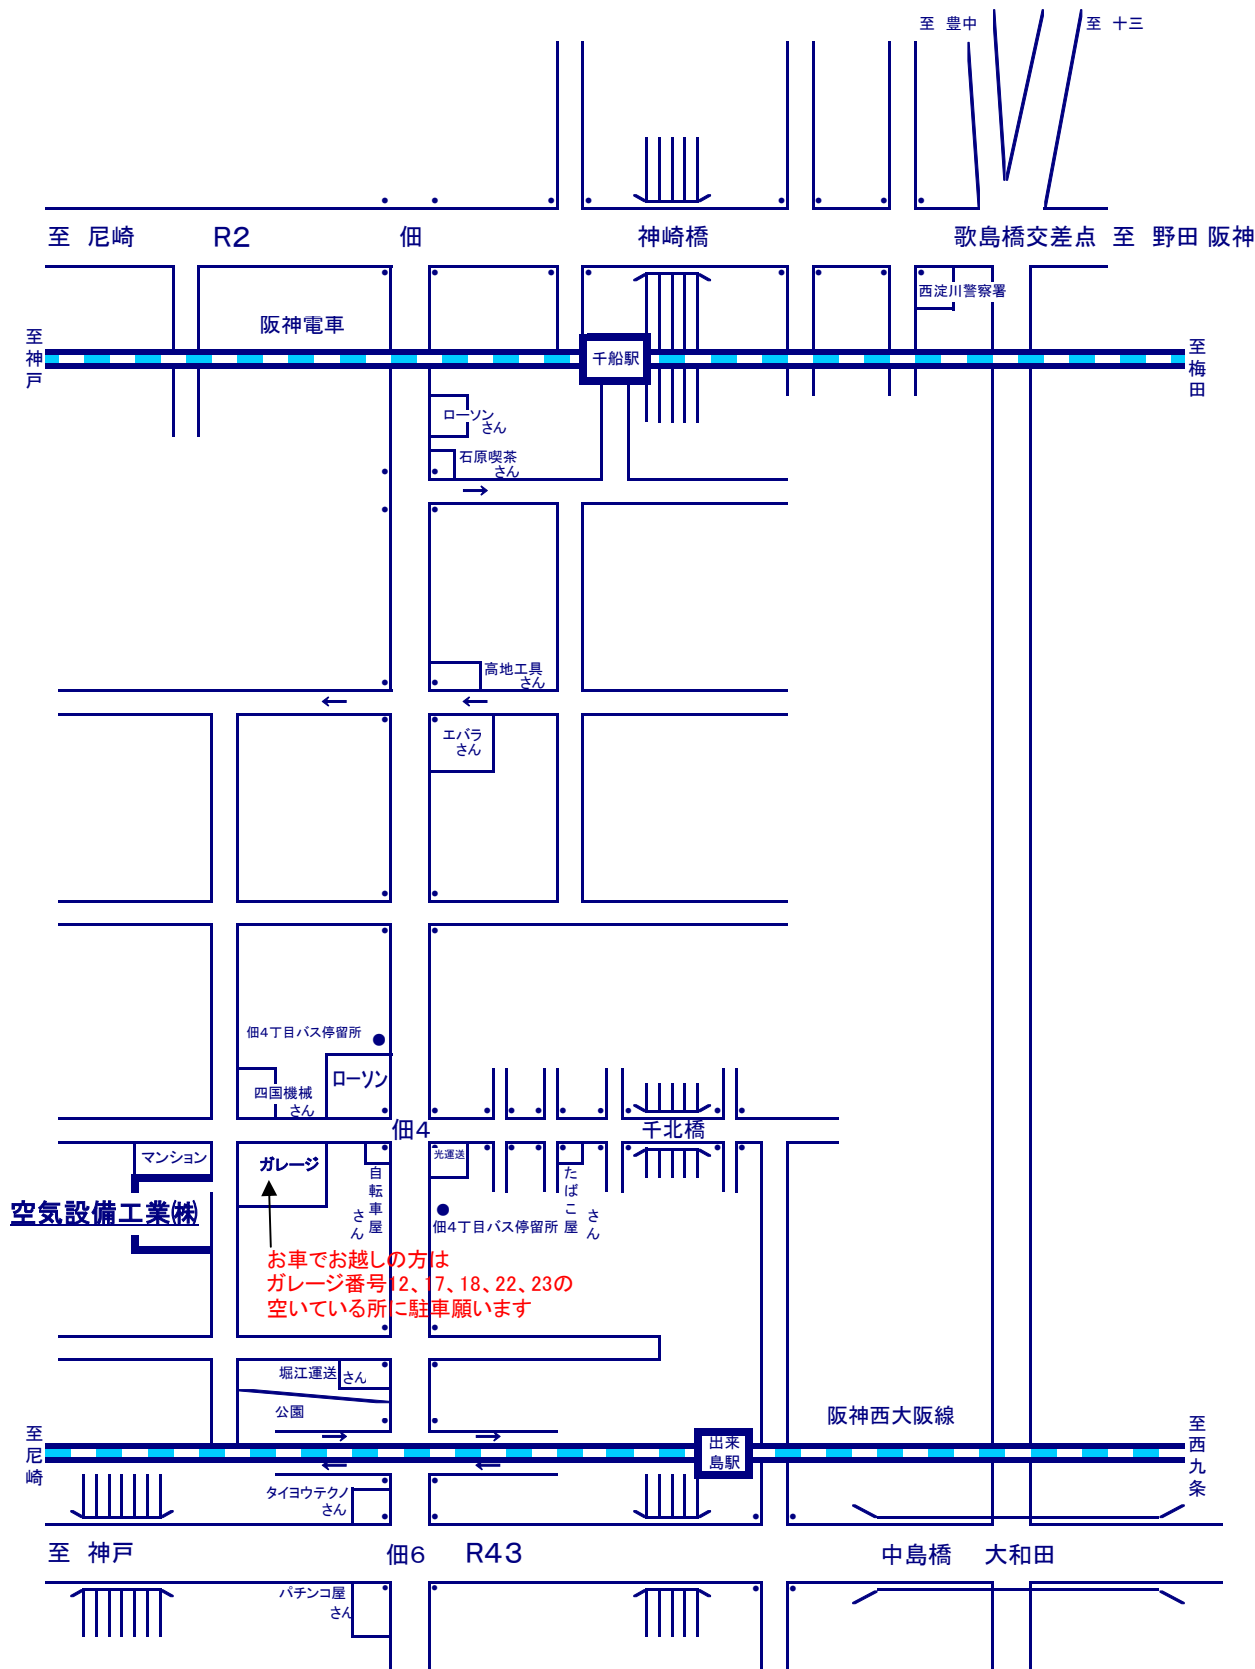 至 豊中
至 十三
至 尼崎
R2
佃
神崎橋
歌島橋交差点 至 野田 阪神
西淀川警察署
阪神電車
至神戸
千船駅
至梅田
ローソン
さん
石原喫茶
さん
高地工具
さん
エバラ
さん
佃4丁目バス停留所
四国機械
さん
ローソン
佃4
千北橋
マンション
ガレージ
自転車屋
さん
光運送
佃4丁目バス停留所
たばこ屋
さん
空気設備工業㈱
お車でお越しの方は
ガレージ番号12、17、18、22、23の
空いている所に駐車願います
堀江運送
さん
公園
阪神西大阪線
至尼崎
出来
島駅
至西九条
タイヨウテクノ
さん
至 神戸
佃6
R43
中島橋
大和田
パチンコ屋
さん